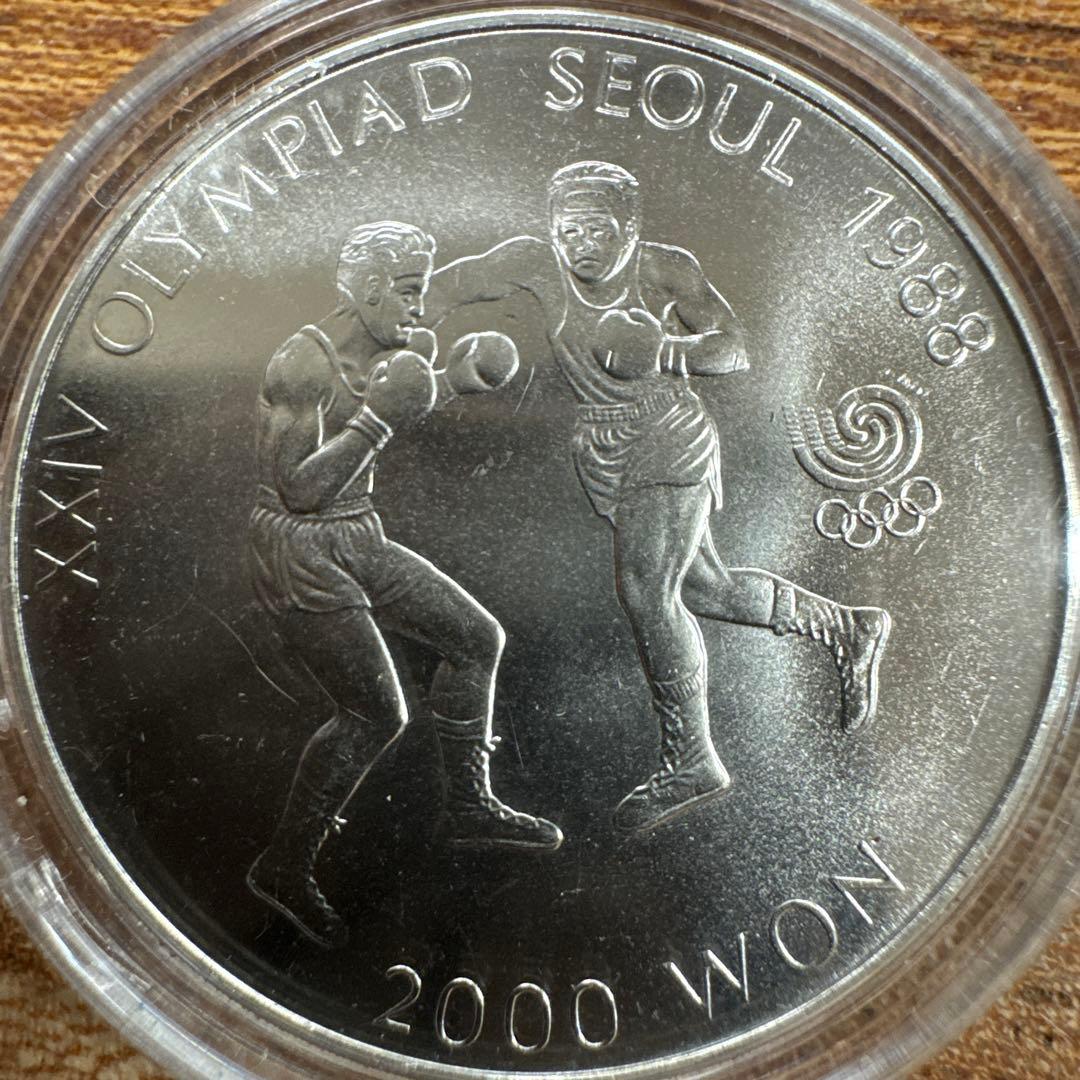 XXIV OLYMPIAD SEOUL 1988
2000 WON